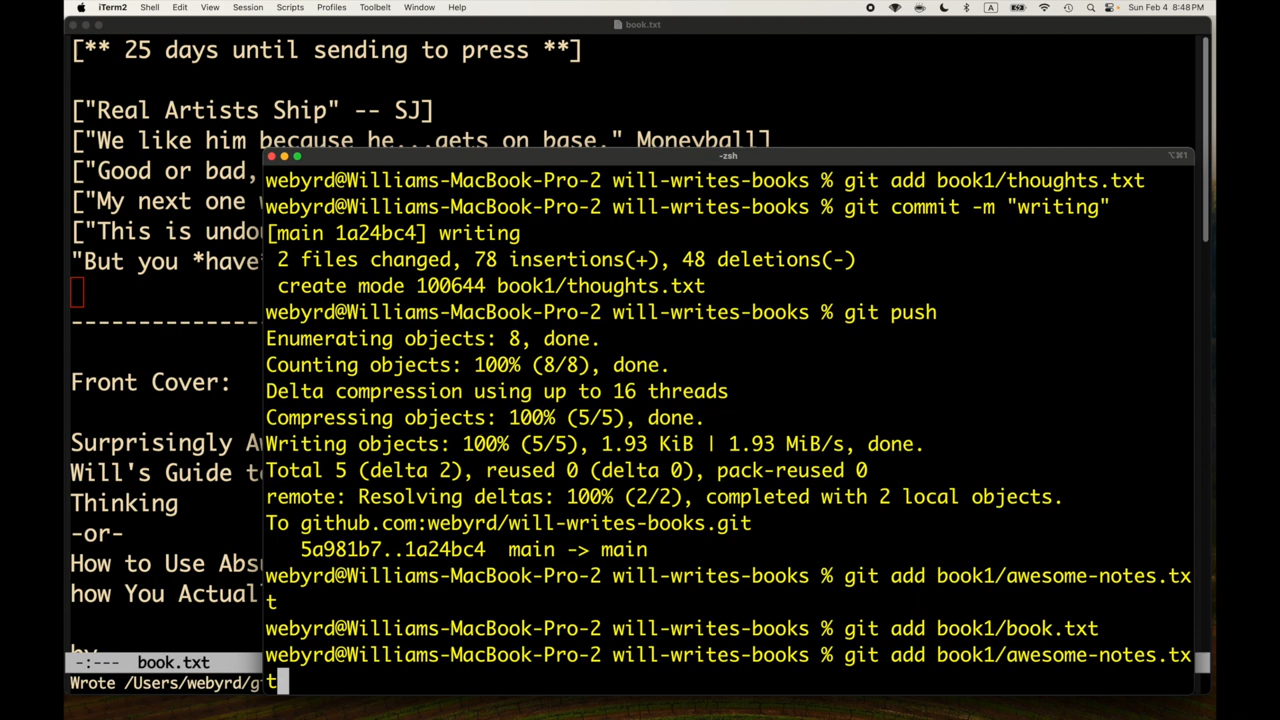 iTerm2 Shell Edit View Session Scripts Profiles Toolbelt Window Help A Sun Feb 4 8:48 PM
book.txt
[** 25 days until sending to press **]
["Real Artists Ship" -- SJ]
["We like him because he...gets on base." Moneyball]
["Good or bad,
["My next one
["This is undo
"But you *have*
---------------
Front Cover:
Surprisingly
Will's Guide to
Thinking
-or-
How to Use Abs
how You Actual
by
-:--- book.txt
Wrote /Users/webyrd/g
-zsh
⌥⌘1
webyrd@Williams-MacBook-Pro-2 will-writes-books % git add book1/thoughts.txt
webyrd@Williams-MacBook-Pro-2 will-writes-books % git commit -m "writing"
[main 1a24bc4] writing
2 files changed, 78 insertions(+), 48 deletions(-)
create mode 100644 book1/thoughts.txt
webyrd@Williams-MacBook-Pro-2 will-writes-books % git push
Enumerating objects: 8, done.
Counting objects: 100% (8/8), done.
Delta compression using up to 16 threads
Compressing objects: 100% (5/5), done.
Writing objects: 100% (5/5), 1.93 KiB | 1.93 MiB/s, done.
Total 5 (delta 2), reused 0 (delta 0), pack-reused 0
remote: Resolving deltas: 100% (2/2), completed with 2 local objects.
To github.com:webyrd/will-writes-books.git
5a981b7..1a24bc4 main -> main
webyrd@Williams-MacBook-Pro-2 will-writes-books % git add book1/awesome-notes.tx
t
webyrd@Williams-MacBook-Pro-2 will-writes-books % git add book1/book.txt
webyrd@Williams-MacBook-Pro-2 will-writes-books % git add book1/awesome-notes.tx
t